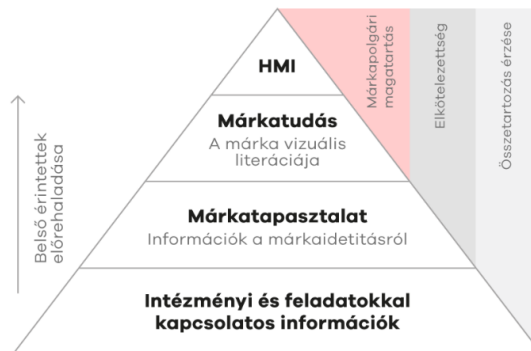 HMI
Márkatudás
A márka vizuális
literáciája
Márkatapasztalat
Információk a márkaidetitásról
Intézményi és feladatokkal
kapcsolatos információk
Belső érintettek
előrehaladása
Márkapolgári
magatartás
Elkötelezettség
Összetartozás érzése